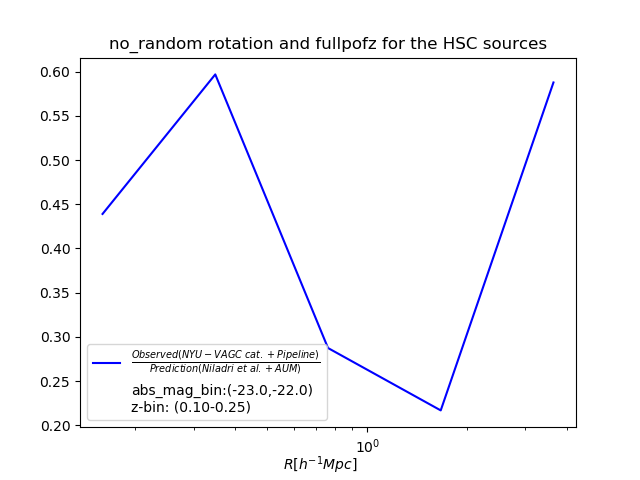 no_random rotation and fullpofz for the HSC sources
0.60
0.55
0.50
0.45
0.40
0.35
0.30
0.25
0.20
Observed(NYU − VAGC cat. + Pipeline)
Prediction(Niladri et al. + AUM)
abs_mag_bin:(-23.0,-22.0)
z-bin: (0.10-0.25)
10⁰
R[h⁻¹Mpc]